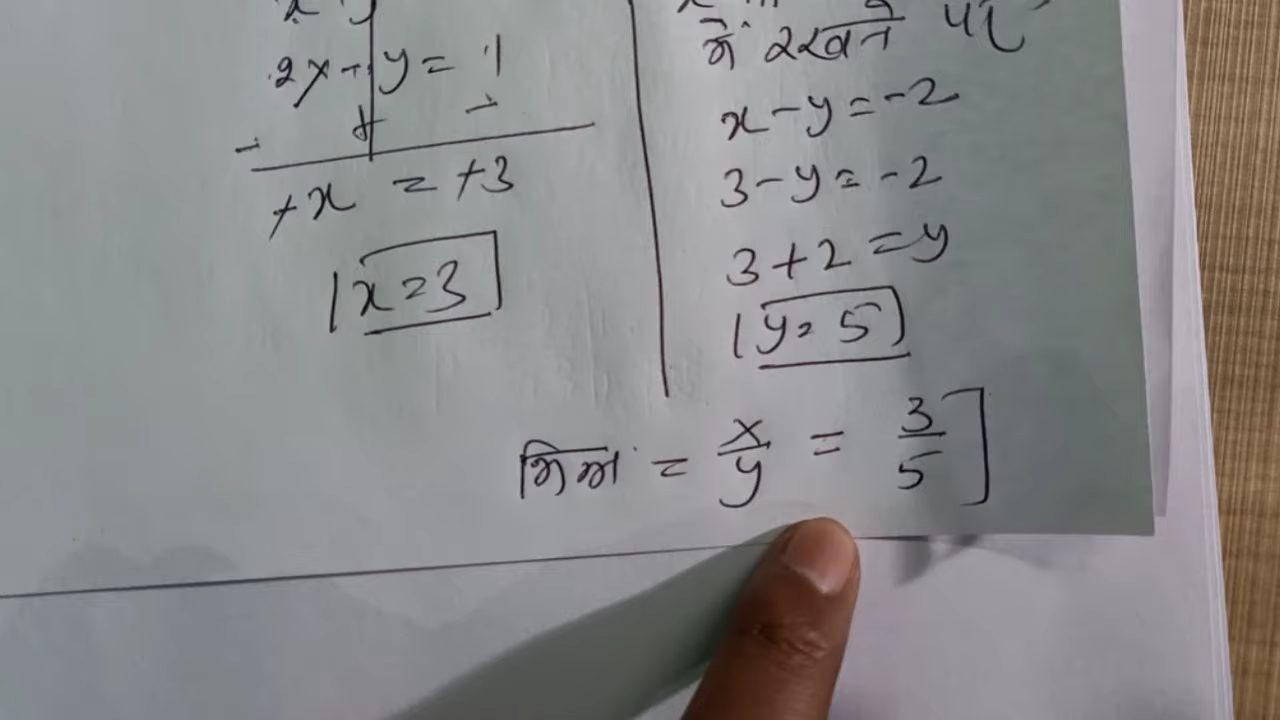 2x - y = 1
- + -
+x = +3
x = 3
में रखने पर
x - y = -2
3 - y = -2
3 + 2 = y
y = 5
भिन्न = x/y = 3/5